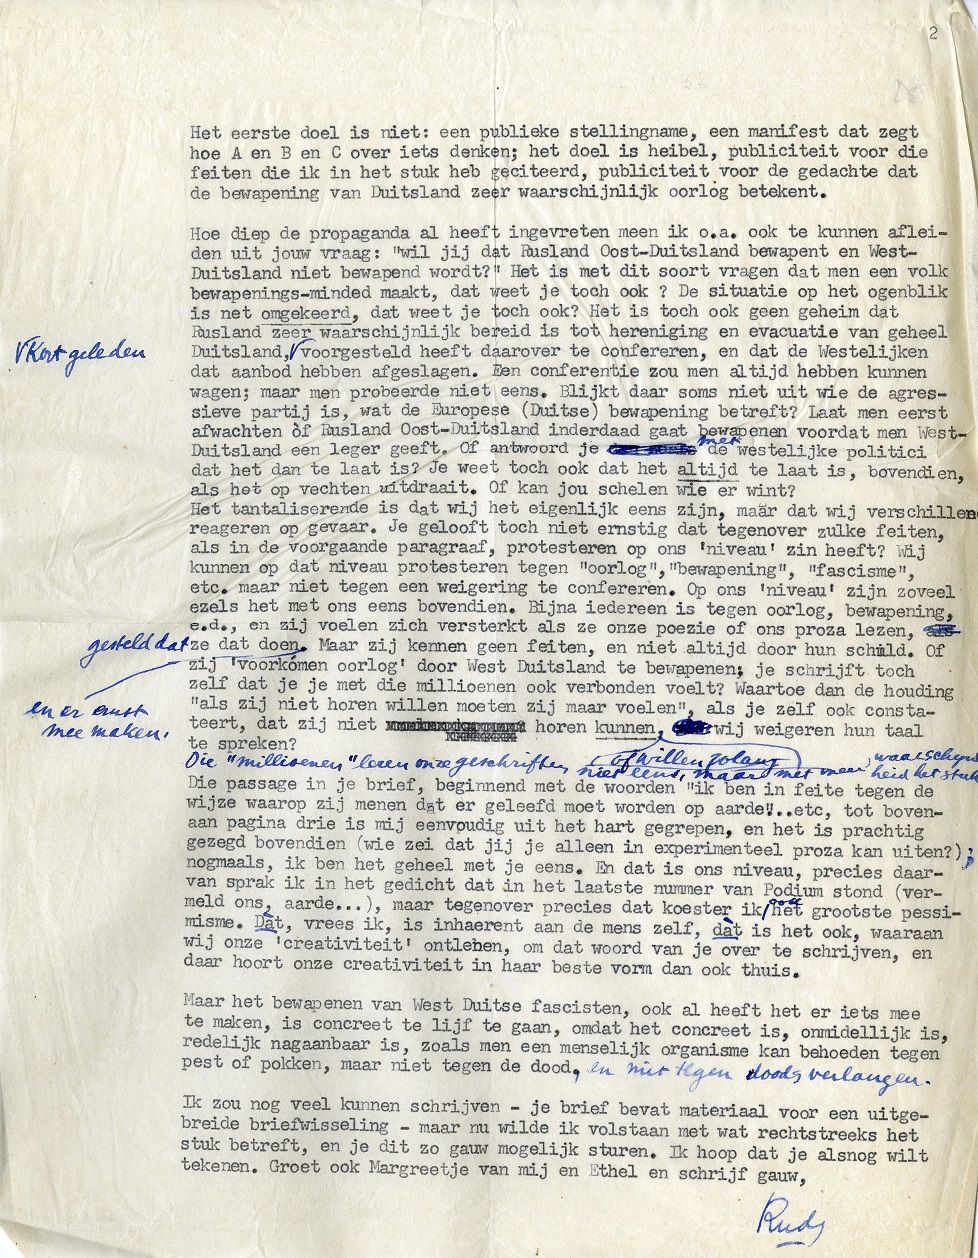 2
Het eerste doel is niet: een publieke stellingname, een manifest dat zegt
hoe A en B en C over iets denken; het doel is heibel, publiciteit voor die
feiten die ik in het stuk heb geciteerd, publiciteit voor de gedachte dat
de bewapening van Duitsland zeer waarschijnlijk oorlog betekent.
Hoe diep de propaganda al heeft ingevreten meen ik o.a. ook te kunnen aflei-
den uit jouw vraag: "wil jij dat Rusland Oost-Duitsland bewapent en West-
Duitsland niet bewapend wordt?" Het is met dit soort vragen dat men een volk
bewapenings-minded maakt, dat weet je toch ook ? De situatie op het ogenblik
is net omgekeerd, dat weet je toch ook? Het is toch ook geen geheim dat
Rusland zeer waarschijnlijk bereid is tot hereniging en evacuatie van geheel
√Kort geleden
Duitsland,√voorgesteld heeft daarover te confereren, en dat de Westelijken
dat aanbod hebben afgeslagen. Een conferentie zou men altijd hebben kunnen
wagen; maar men probeerde niet eens. Blijkt daar soms niet uit wie de agres-
sieve partij is, wat de Europese (Duitse) bewapening betreft? Laat men eerst
afwachten òf Rusland Oost-Duitsland inderdaad gaat bewapenen voordat men West-
Duitsland een leger geeft. Of antwoord je met de westelijke politici
dat het dan te laat is? Je weet toch ook dat het altijd te laat is, bovendien,
als het op vechten uitdraait. Of kan jou schelen wie er wint?
Het tantaliserende is dat wij het eigenlijk eens zijn, maar dat wij verschillend
reageren op gevaar. Je gelooft toch niet ernstig dat tegenover zulke feiten,
als in de voorgaande paragraaf, protesteren op ons 'niveau' zin heeft? Wij
kunnen op dat niveau protesteren tegen "oorlog","bewapening", "fascisme",
etc. maar niet tegen een weigering te confereren. Op ons 'niveau' zijn zoveel
ezels het met ons eens bovendien. Bijna iedereen is tegen oorlog, bewapening,
e.d., en zij voelen zich versterkt als ze onze poezie of ons proza lezen,
gesteld dat ze dat doen. Maar zij kennen geen feiten, en niet altijd door hun schuld. Of
zij 'voorkómen oorlog' door West Duitsland te bewapenen; je schrijft toch
zelf dat je je met die millioenen ook verbonden voelt? Waartoe dan de houding
en er ernst
mee maken.
"als zij niet horen willen moeten zij maar voelen", als je zelf ook consta-
teert, dat zij niet horen kunnen, of willen zolang wij weigeren hun taal
te spreken?
Die "millioenen" lezen onze geschriften niet eens, maar met meer waarschijn-
heid het stuk
Die passage in je brief, beginnend met de woorden "ik ben in feite tegen de
wijze waarop zij menen dat er geleefd moet worden op aarde"..etc, tot boven-
aan pagina drie is mij eenvoudig uit het hart gegrepen, en het is prachtig
gezegd bovendien (wie zei dat jij je alleen in experimenteel proza kan uiten?);
nogmaals, ik ben het geheel met je eens. En dat is ons niveau, precies daar-
van sprak ik in het gedicht dat in het laatste nummer van Podium stond (ver-
meld ons, aarde...), maar tegenover precies dat koester ik ook het grootste pessi-
misme. Dàt, vrees ik, is inhaerent aan de mens zelf, dàt is het ook, waaraan
wij onze 'creativiteit' ontlenen, om dat woord van je over te schrijven, en
daar hoort onze creativiteit in haar beste vorm dan ook thuis.
Maar het bewapenen van West Duitse fascisten, ook al heeft het er iets mee
te maken, is concreet te lijf te gaan, omdat het concreet is, onmidellijk is,
redelijk nagaanbaar is, zoals men een menselijk organisme kan behoeden tegen
pest of pokken, maar niet tegen de dood, en niet tegen doodsverlangen.
Ik zou nog veel kunnen schrijven - je brief bevat materiaal voor een uitge-
breide briefwisseling - maar nu wilde ik volstaan met wat rechtstreeks het
stuk betreft, en je dit zo gauw mogelijk sturen. Ik hoop dat je alsnog wilt
tekenen. Groet ook Margreetje van mij en Ethel en schrijf gauw,
Rudy